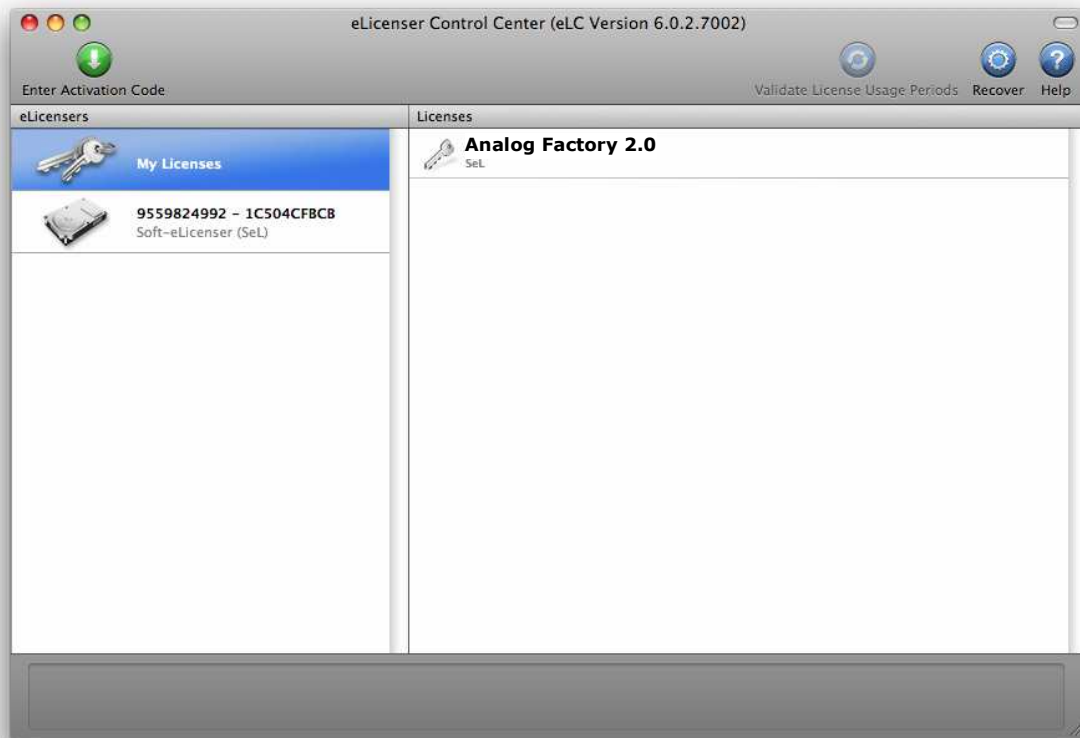 eLicenser Control Center (eLC Version 6.0.2.7002)
Enter Activation Code
Validate License Usage Periods
Recover
? Help
eLicensers
Licenses
My Licenses
Analog Factory 2.0
SeL
9559824992 - 1C504CFBCB
Soft-eLicenser (SeL)